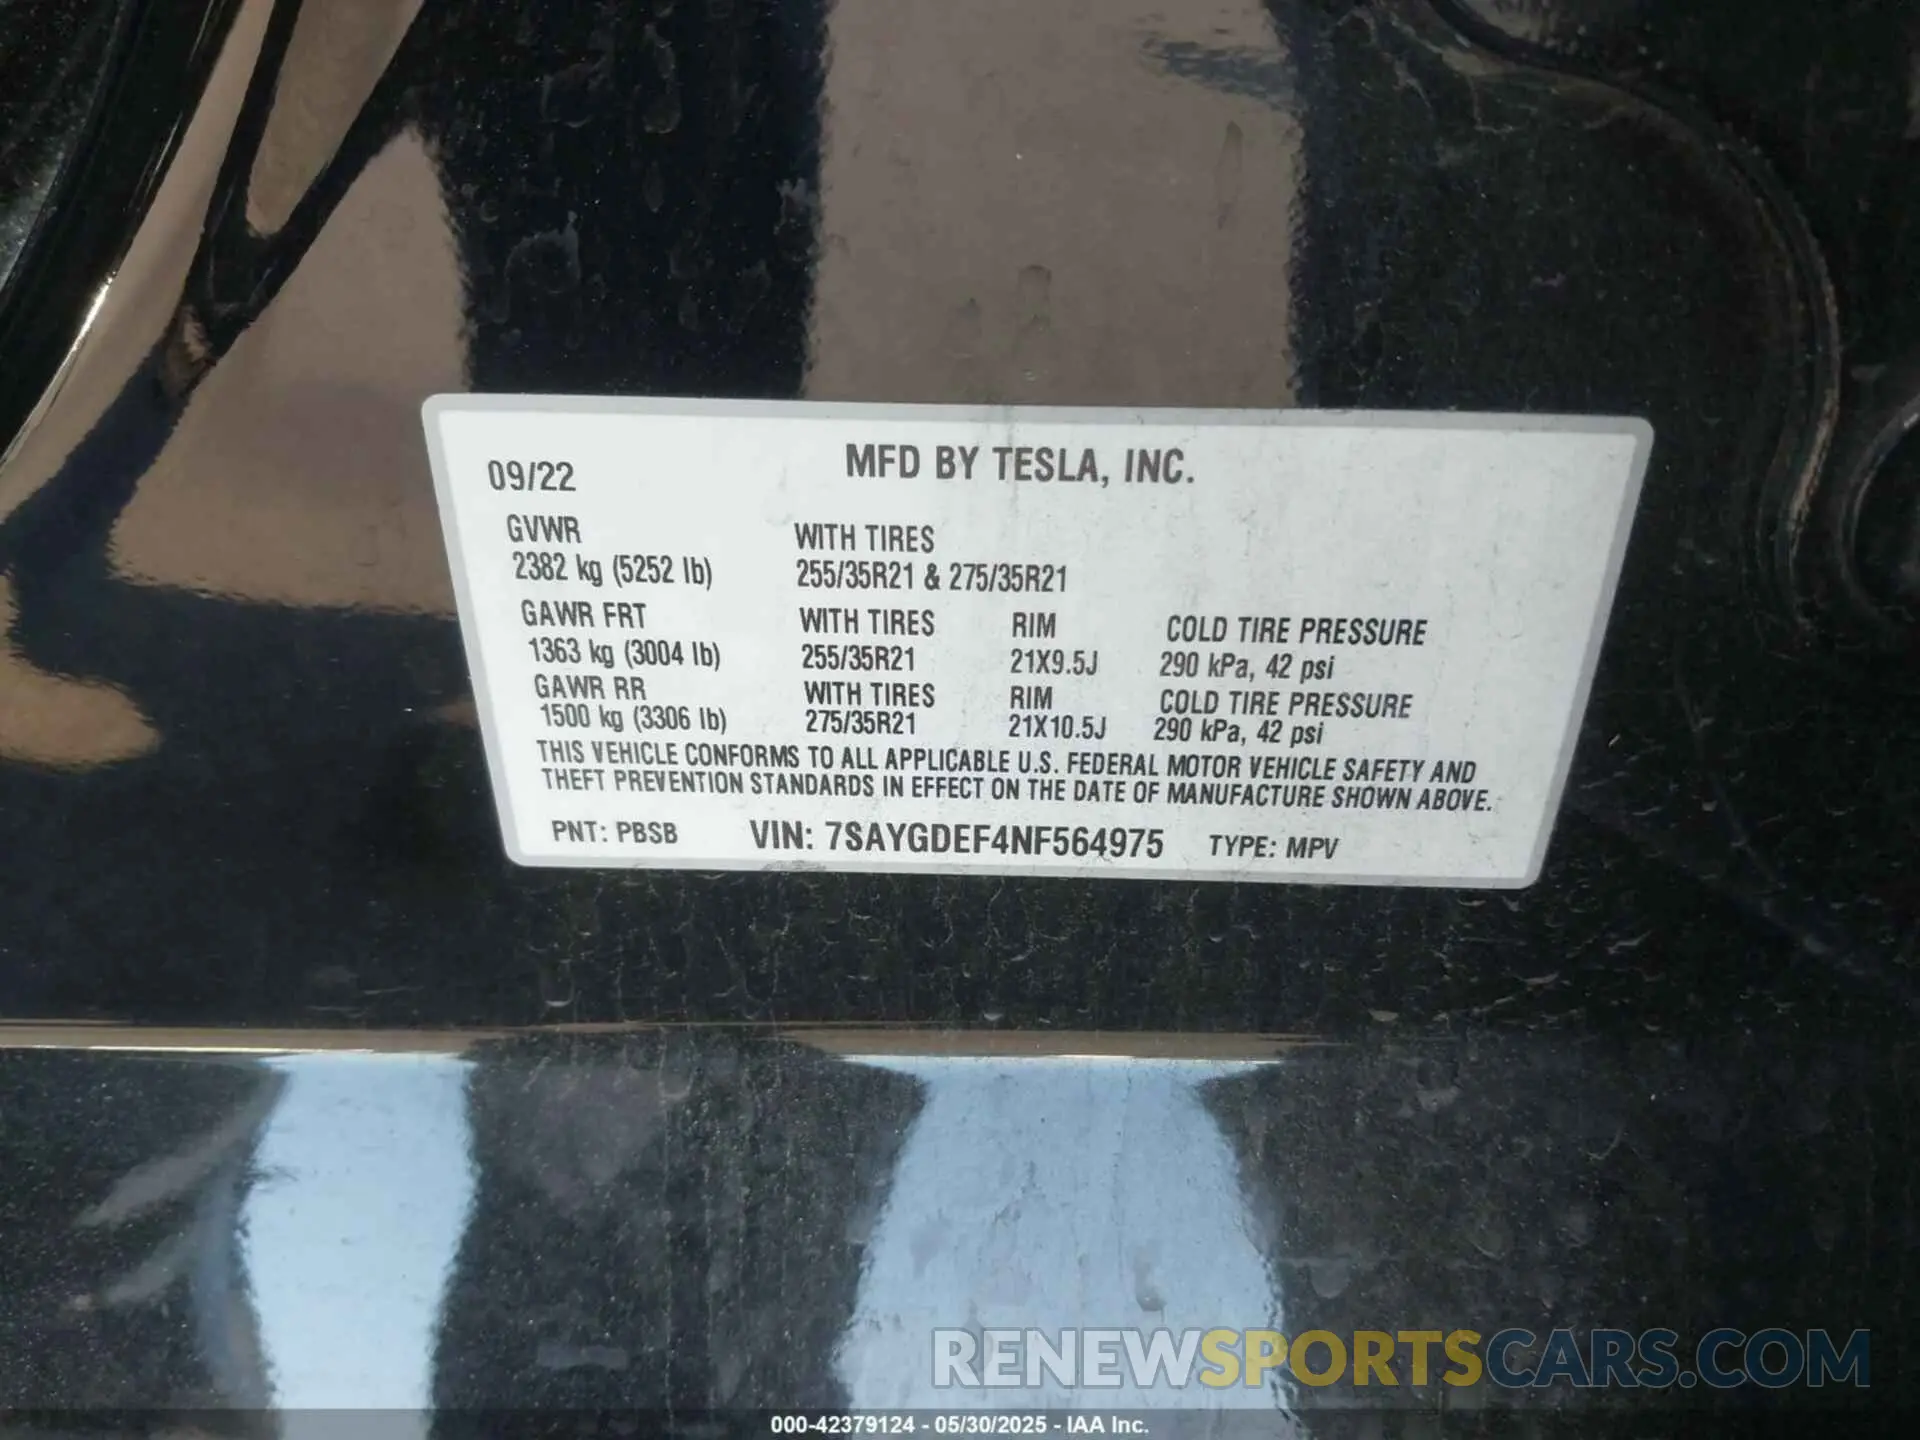 09/22 MFD BY TESLA, INC.
GVWR WITH TIRES
2382 kg (5252 lb) 255/35R21 & 275/35R21
GAWR FRT WITH TIRES RIM COLD TIRE PRESSURE
1363 kg (3004 lb) 255/35R21 21X9.5J 290 kPa, 42 psi
GAWR RR WITH TIRES RIM COLD TIRE PRESSURE
1500 kg (3306 lb) 275/35R21 21X10.5J 290 kPa, 42 psi
THIS VEHICLE CONFORMS TO ALL APPLICABLE U.S. FEDERAL MOTOR VEHICLE SAFETY AND
THEFT PREVENTION STANDARDS IN EFFECT ON THE DATE OF MANUFACTURE SHOWN ABOVE.
PNT: PBSB VIN: 7SAYGDEF4NF564975 TYPE: MPV
RENEWSPORTSCARS.COM
000-42379124 - 05/30/2025 - IAA Inc.